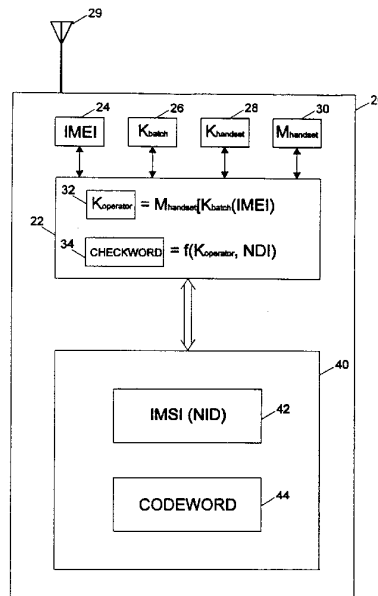 29
2
24 26 28 30
IMEI Kbatch Khandset Mhandset
32 Koperator = Mhandset[Kbatch(IMEI)
22
34 CHECKWORD = f(Koperator, NDI)
40
IMSI (NID) 42
CODEWORD 44